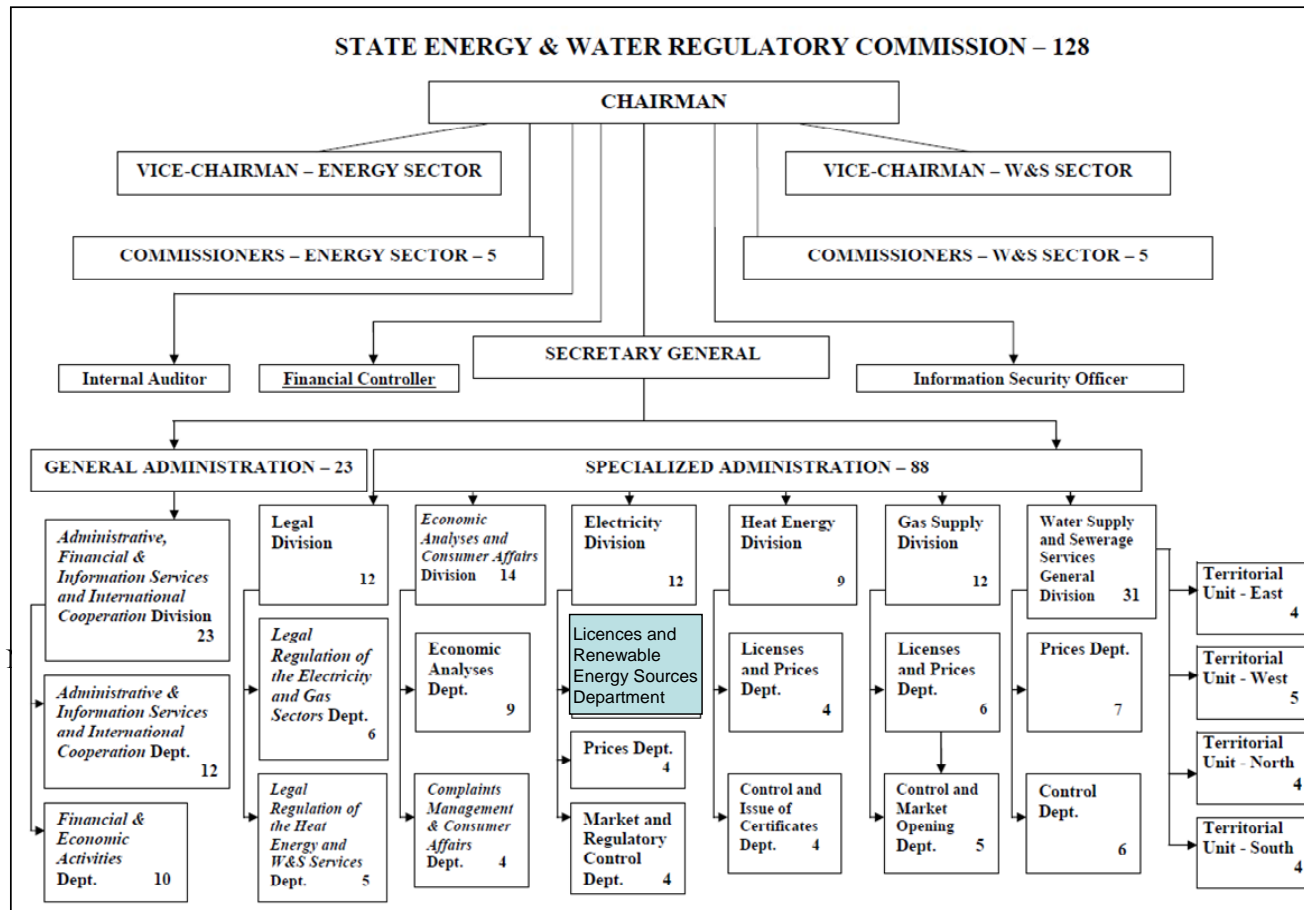 STATE ENERGY & WATER REGULATORY COMMISSION – 128
CHAIRMAN
VICE-CHAIRMAN – ENERGY SECTOR
VICE-CHAIRMAN – W&S SECTOR
COMMISSIONERS – ENERGY SECTOR – 5
COMMISSIONERS – W&S SECTOR – 5
SECRETARY GENERAL
Internal Auditor
Financial Controller
Information Security Officer
GENERAL ADMINISTRATION – 23
SPECIALIZED ADMINISTRATION – 88
Administrative,
Financial &
Information Services
and International
Cooperation Division
23
Administrative &
Information Services
and International
Cooperation Dept.
12
Financial &
Economic
Activities
Dept. 10
Legal
Division
12
Legal
Regulation of
the Electricity
and Gas
Sectors Dept.
6
Legal
Regulation of
the Heat
Energy and
W&S Services
Dept. 5
Economic
Analyses and
Consumer Affairs
Division 14
Economic
Analyses
Dept.
9
Complaints
Management
& Consumer
Affairs
Dept. 4
Electricity
Division
12
Licences and
Renewable
Energy Sources
Department
Prices Dept.
4
Market and
Regulatory
Control
Dept. 4
Heat Energy
Division
9
Licenses and
Prices
Dept.
4
Control and
Issue of
Certificates
Dept. 4
Gas Supply
Division
12
Licenses and
Prices
Dept.
6
Control and
Market
Opening
Dept. 5
Water Supply
and Sewerage
Services
General
Division 31
Prices Dept.
7
Control
Dept.
6
Territorial
Unit - East
4
Territorial
Unit - West
5
Territorial
Unit - North
4
Territorial
Unit - South
4